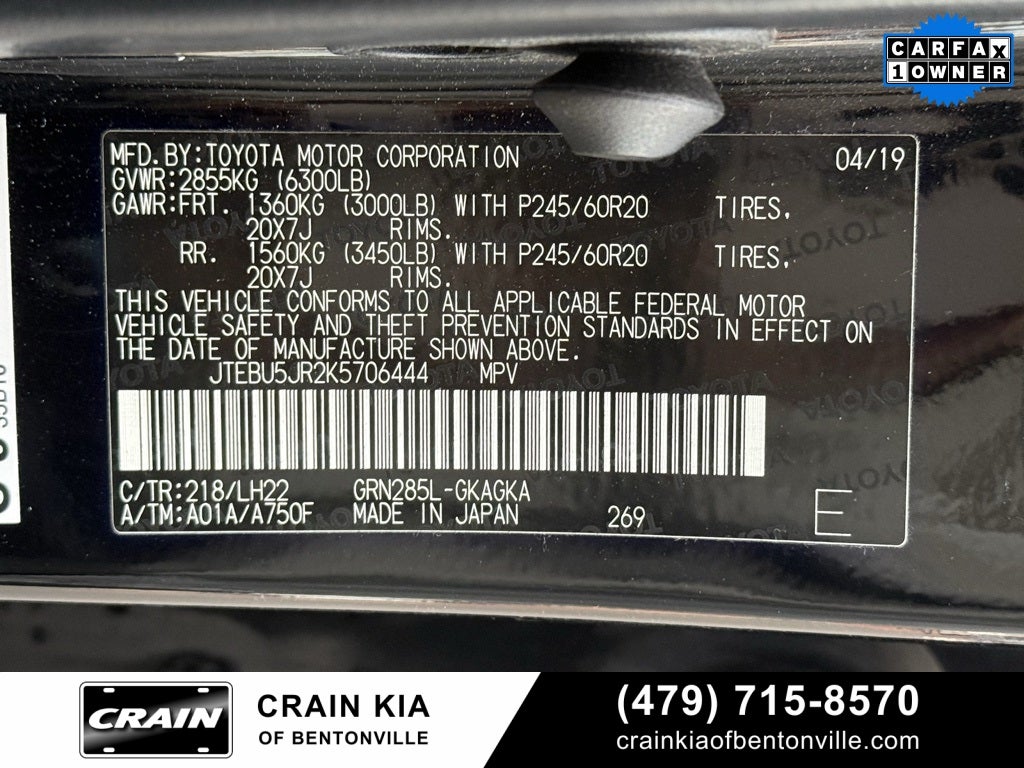 CARFAX
1 OWNER
MFD.BY:TOYOTA MOTOR CORPORATION 04/19
GVWR:2855KG (6300LB)
GAWR:FRT. 1360KG (3000LB) WITH P245/60R20 TIRES,
20X7J RIMS.
RR. 1560KG (3450LB) WITH P245/60R20 TIRES,
20X7J RIMS.
THIS VEHICLE CONFORMS TO ALL APPLICABLE FEDERAL MOTOR
VEHICLE SAFETY AND THEFT PREVENTION STANDARDS IN EFFECT ON
THE DATE OF MANUFACTURE SHOWN ABOVE.
JTEBU5JR2K5706444 MPV
C/TR:218/LH22 GRN285L-GKAGKA
A/TM:A01A/A750F MADE IN JAPAN 269 E
CRAIN
CRAIN KIA
OF BENTONVILLE
(479) 715-8570
crainkiaofbentonville.com